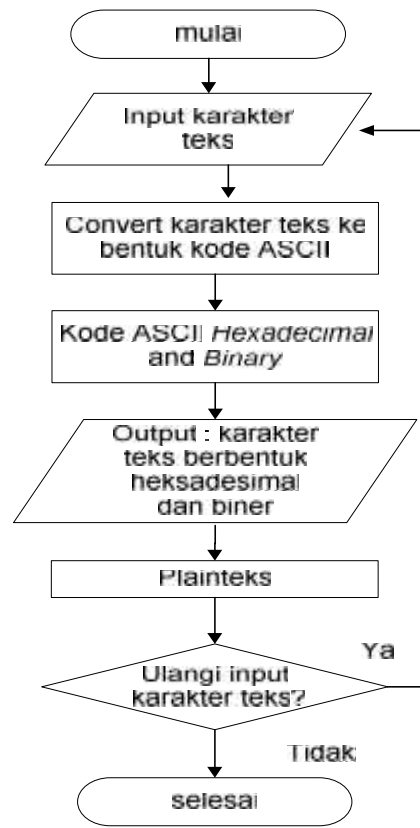 mulai
Input karakter
teks
Convert karakter teks ke
bentuk kode ASCII
Kode ASCII Hexadecimal
and Binary
Output : karakter
teks berbentuk
heksadesimal
dan biner
Plainteks
Ya
Ulangi input
karakter teks?
Tidak
selesai